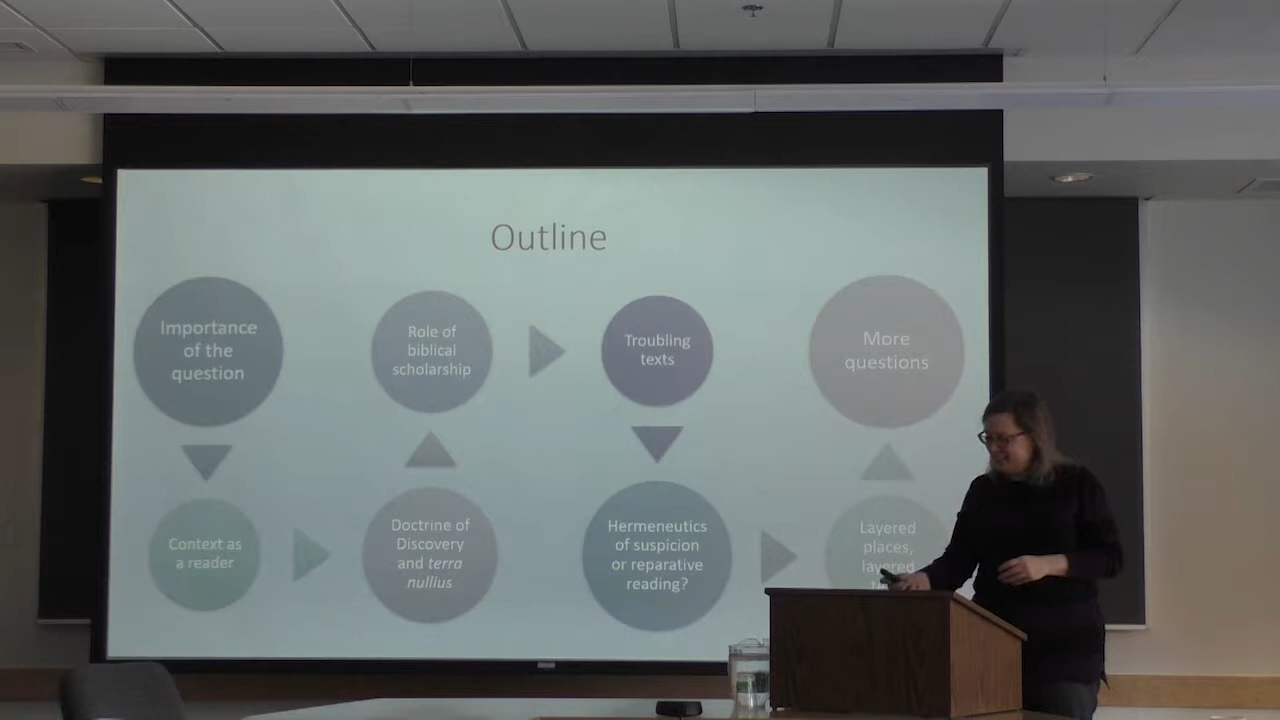 Outline
Importance
of the
question
Context as
a reader
Doctrine of
Discovery
and terra
nullius
Role of
biblical
scholarship
Troubling
texts
Hermeneutics
of suspicion
or reparative
reading?
Layered
places,
layered
More
questions